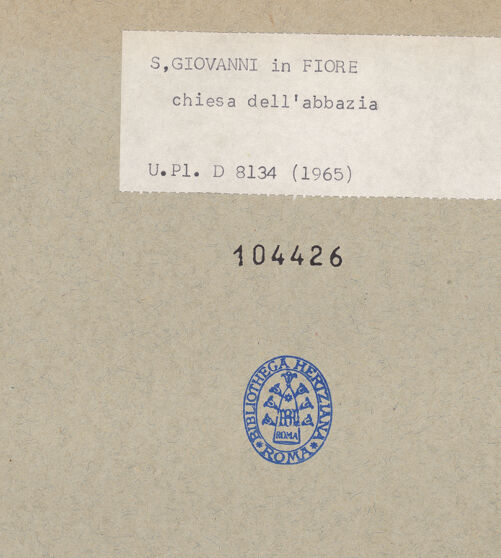 S,GIOVANNI in FIORE
chiesa dell'abbazia
U.Pl. D 8134 (1965)
104426
BIBLIOTHECA HERTZIANA
ROMA
ROMA